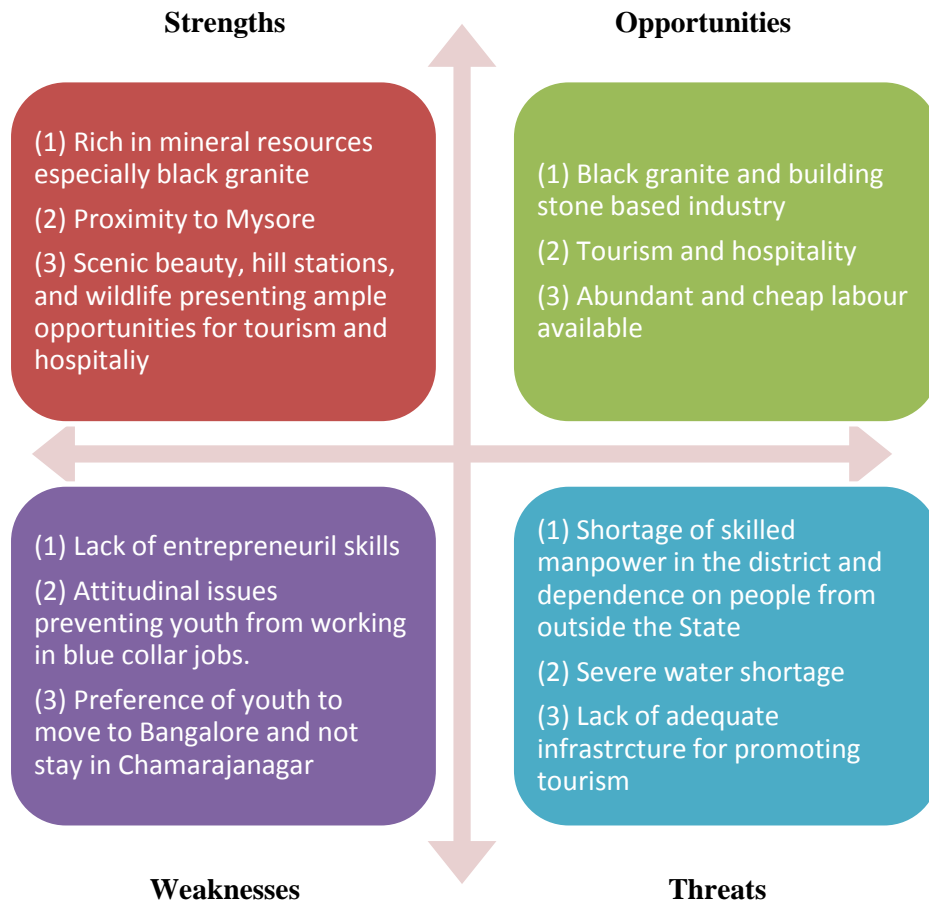 Strengths
Opportunities
(1) Rich in mineral resources
especially black granite
(2) Proximity to Mysore
(3) Scenic beauty, hill stations,
and wildlife presenting ample
opportunities for tourism and
hospitaliy
(1) Black granite and building
stone based industry
(2) Tourism and hospitality
(3) Abundant and cheap labour
available
(1) Lack of entrepreneuril skills
(2) Attitudinal issues
preventing youth from working
in blue collar jobs.
(3) Preference of youth to
move to Bangalore and not
stay in Chamarajanagar
(1) Shortage of skilled
manpower in the district and
dependence on people from
outside the State
(2) Severe water shortage
(3) Lack of adequate
infrastrcture for promoting
tourism
Weaknesses
Threats